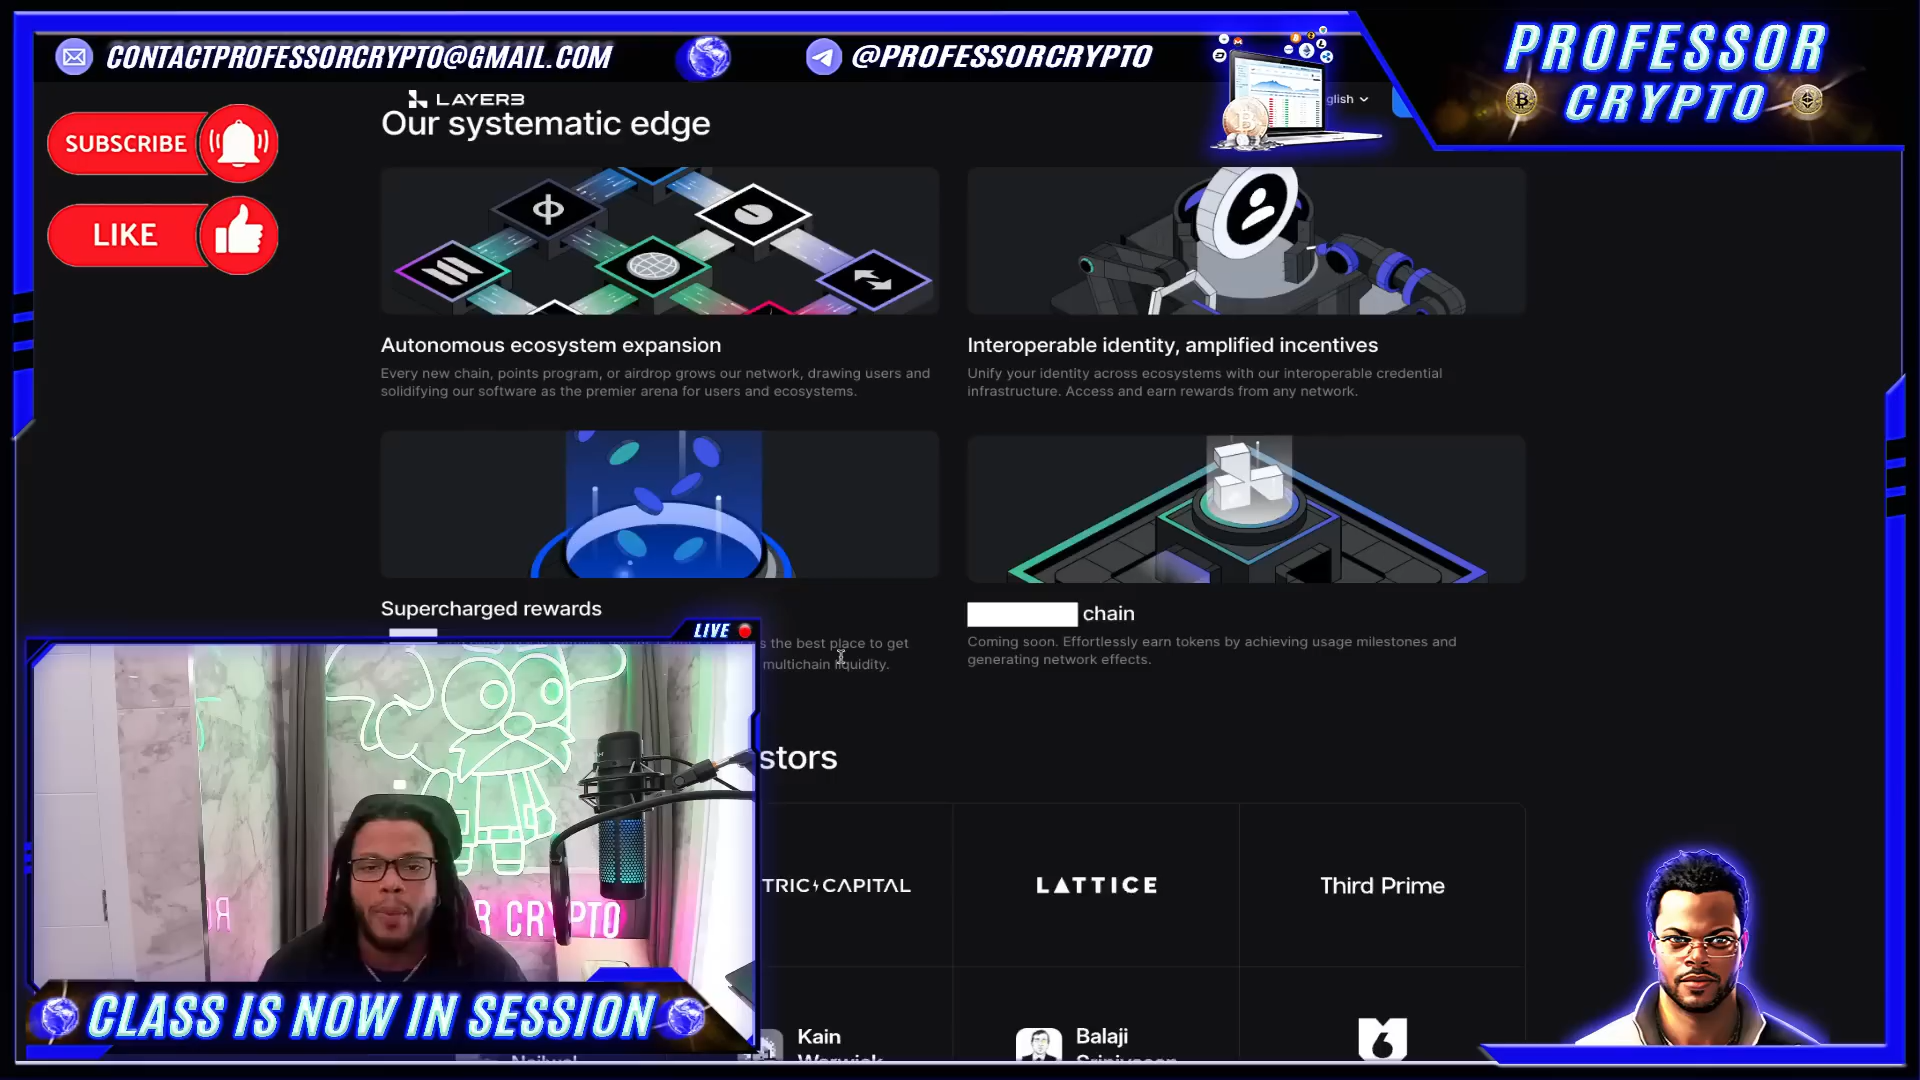 CONTACTPROFESSORCRYPTO@GMAIL.COM
@PROFESSORCRYPTO
PROFESSOR
CRYPTO
SUBSCRIBE
LIKE
LAYER3
glish
Our systematic edge
Autonomous ecosystem expansion
Every new chain, points program, or airdrop grows our network, drawing users and
solidifying our software as the premier arena for users and ecosystems.
Interoperable identity, amplified incentives
Unify your identity across ecosystems with our interoperable credential
infrastructure. Access and earn rewards from any network.
Supercharged rewards
s the best place to get
multichain liquidity.
chain
Coming soon. Effortlessly earn tokens by achieving usage milestones and
generating network effects.
LIVE
stors
TRIC CAPITAL
LATTICE
Third Prime
R CRYPTO
CLASS IS NOW IN SESSION
Kain
Warwick
Balaji
Srinivasan
6